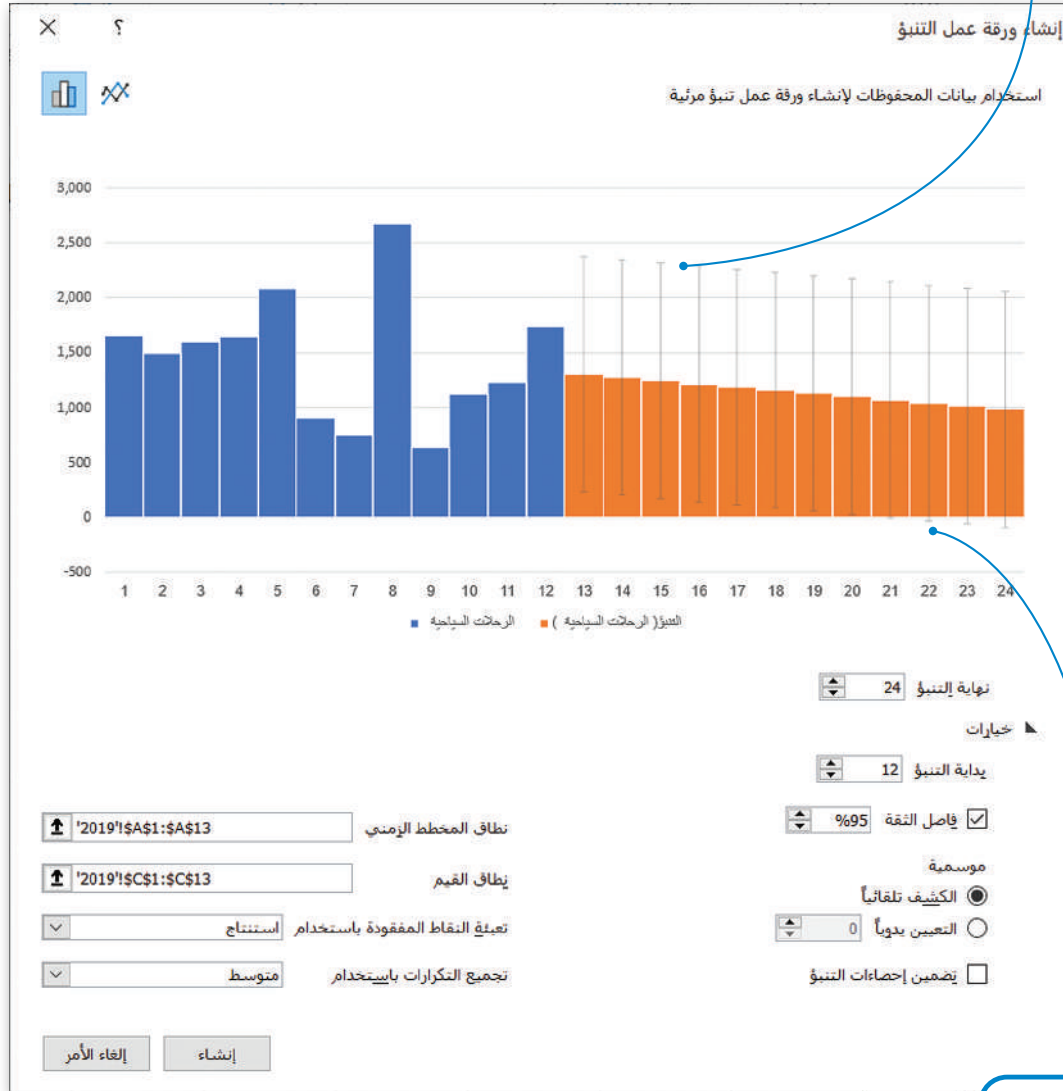 إنشاء ورقة عمل التنبؤ
؟
استخدام بيانات المحفوظات لإنشاء ورقة عمل تنبؤ مرئية
3,000
2,500
2,000
1,500
1,000
500
0
-500
1 2 3 4 5 6 7 8 9 10 11 12 13 14 15 16 17 18 19 20 21 22 23 24
الرحلات السياحية
التنبؤ( الرحلات السياحية )
نهاية التنبؤ 24
خيارات
بداية التنبؤ 12
فاصل الثقة %95
نطاق المخطط الزمني '2019'!$A$1:$A$13
موسمية
نطاق القيم '2019'!$C$1:$C$13
الكشف تلقائياً
التعيين يدوياً 0
تعبئة النقاط المفقودة باستخدام استنتاج
تضمين إحصاءات التنبؤ
تجميع التكرارات باستخدام متوسط
إنشاء
إلغاء الأمر